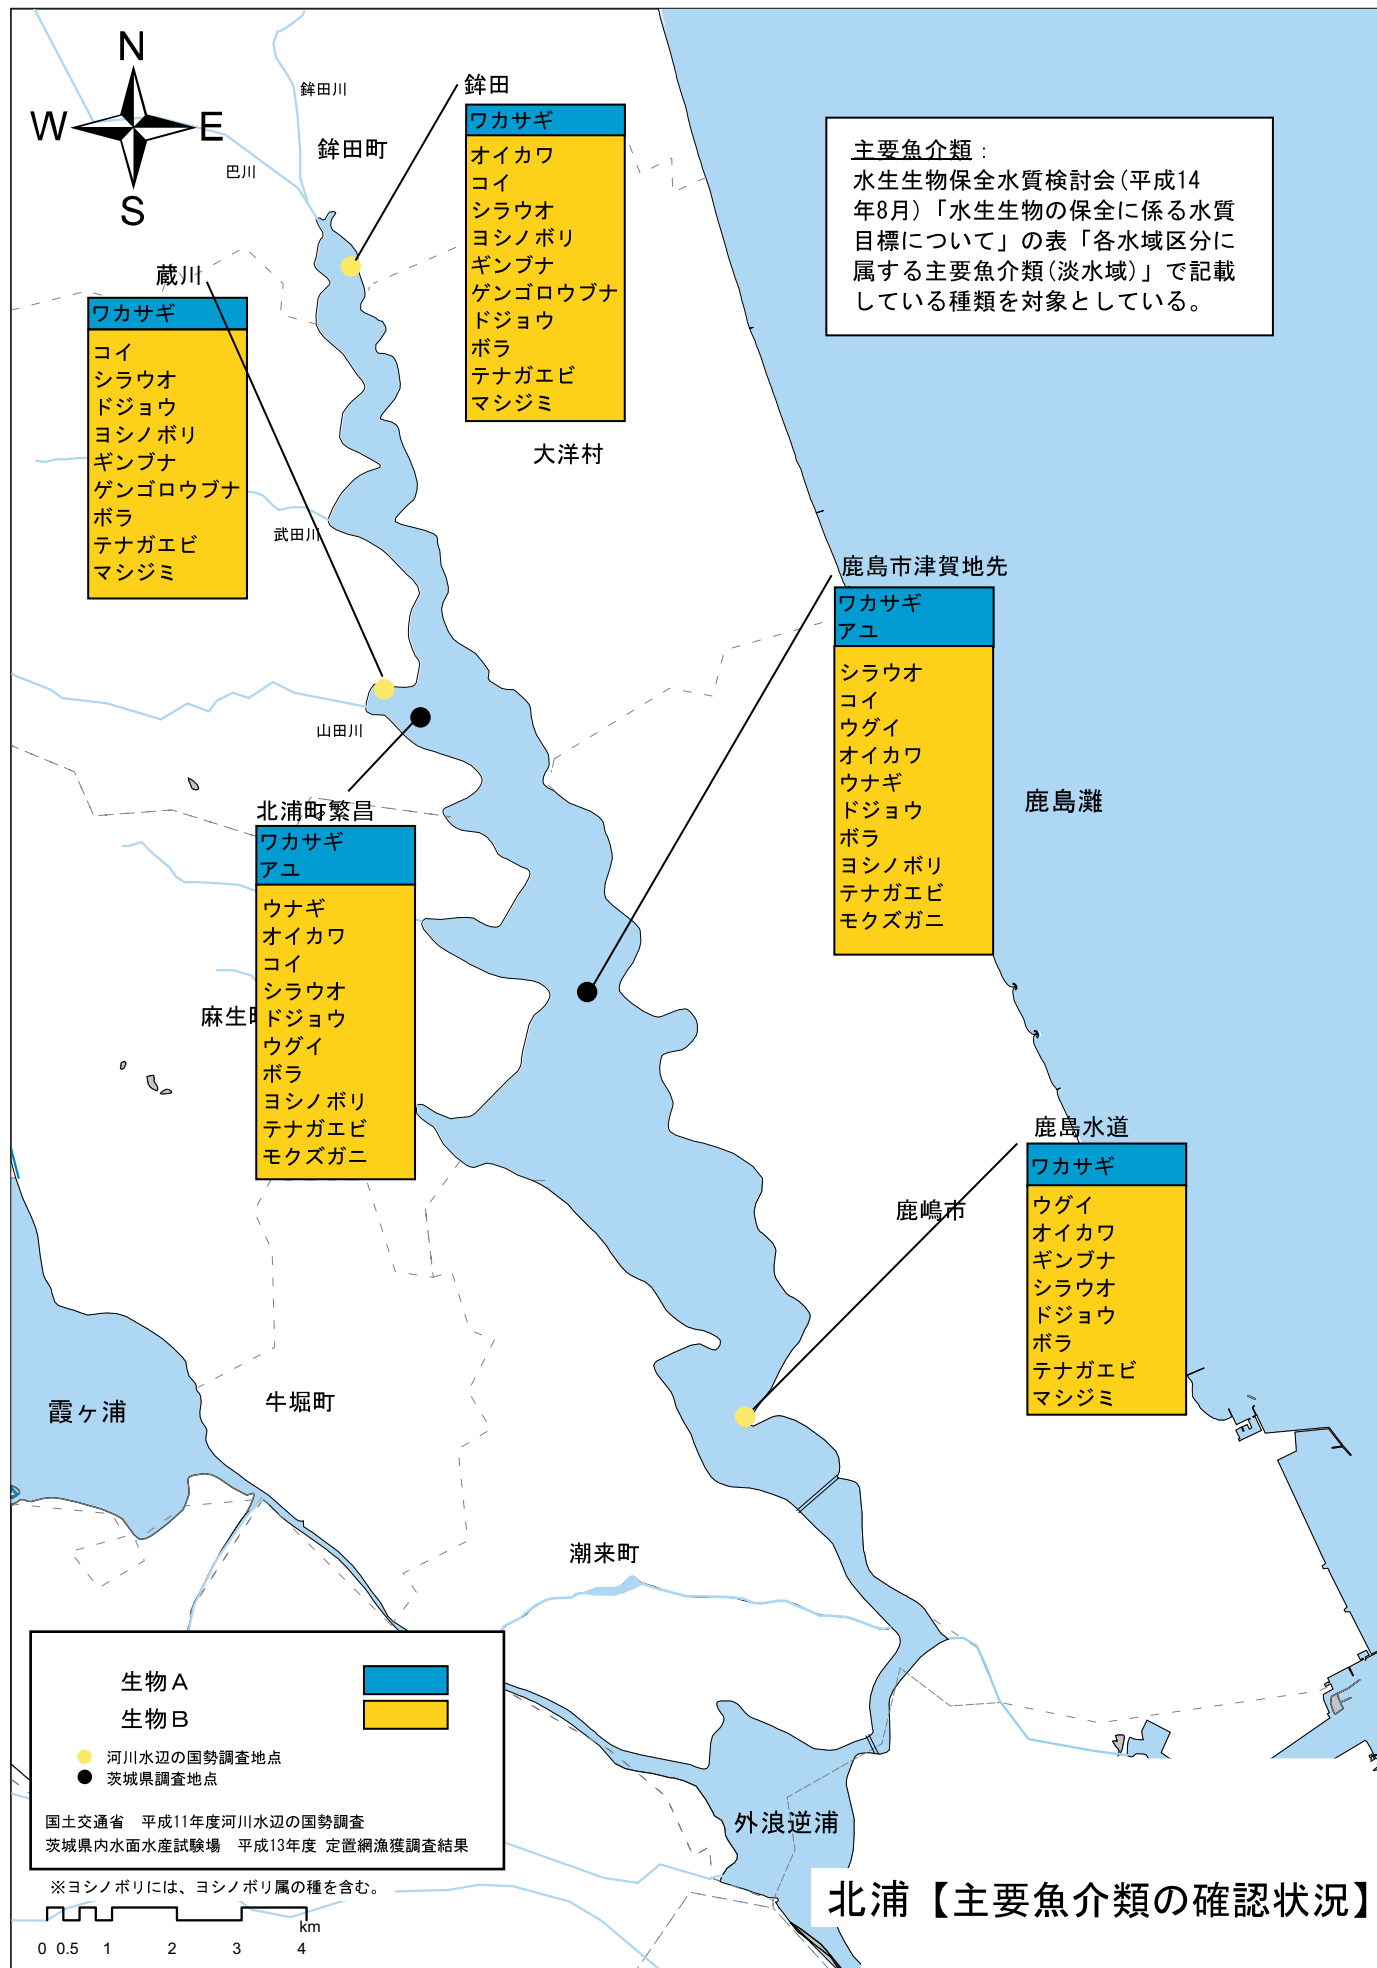 N
W
E
S
鉾田川
巴川
鉾田町
鉾田
ワカサギ
オイカワ
コイ
シラウオ
ヨシノボリ
ギンブナ
ゲンゴロウブナ
ドジョウ
ボラ
テナガエビ
マシジミ
主要魚介類：
水生生物保全水質検討会(平成14
年8月)「水生生物の保全に係る水質
目標について」の表「各水域区分に
属する主要魚介類(淡水域)」で記載
している種類を対象としている。
蔵川
ワカサギ
コイ
シラウオ
ドジョウ
ヨシノボリ
ギンブナ
ゲンゴロウブナ
ボラ
テナガエビ
マシジミ
大洋村
武田川
鹿島市津賀地先
ワカサギ
アユ
シラウオ
コイ
ウグイ
オイカワ
ウナギ
ドジョウ
ボラ
ヨシノボリ
テナガエビ
モクズガニ
鹿島灘
山田川
北浦町繁昌
ワカサギ
アユ
ウナギ
オイカワ
コイ
シラウオ
ドジョウ
ウグイ
ボラ
ヨシノボリ
テナガエビ
モクズガニ
麻生町
鹿島水道
ワカサギ
ウグイ
オイカワ
ギンブナ
シラウオ
ドジョウ
ボラ
テナガエビ
マシジミ
鹿嶋市
霞ヶ浦
牛堀町
潮来町
外浪逆浦
生物A
生物B
河川水辺の国勢調査地点
茨城県調査地点
国土交通省　平成11年度河川水辺の国勢調査
茨城県内水面水産試験場　平成13年度 定置網漁獲調査結果
※ヨシノボリには、ヨシノボリ属の種を含む。
km
0 0.5 1 2 3 4
北浦【主要魚介類の確認状況】